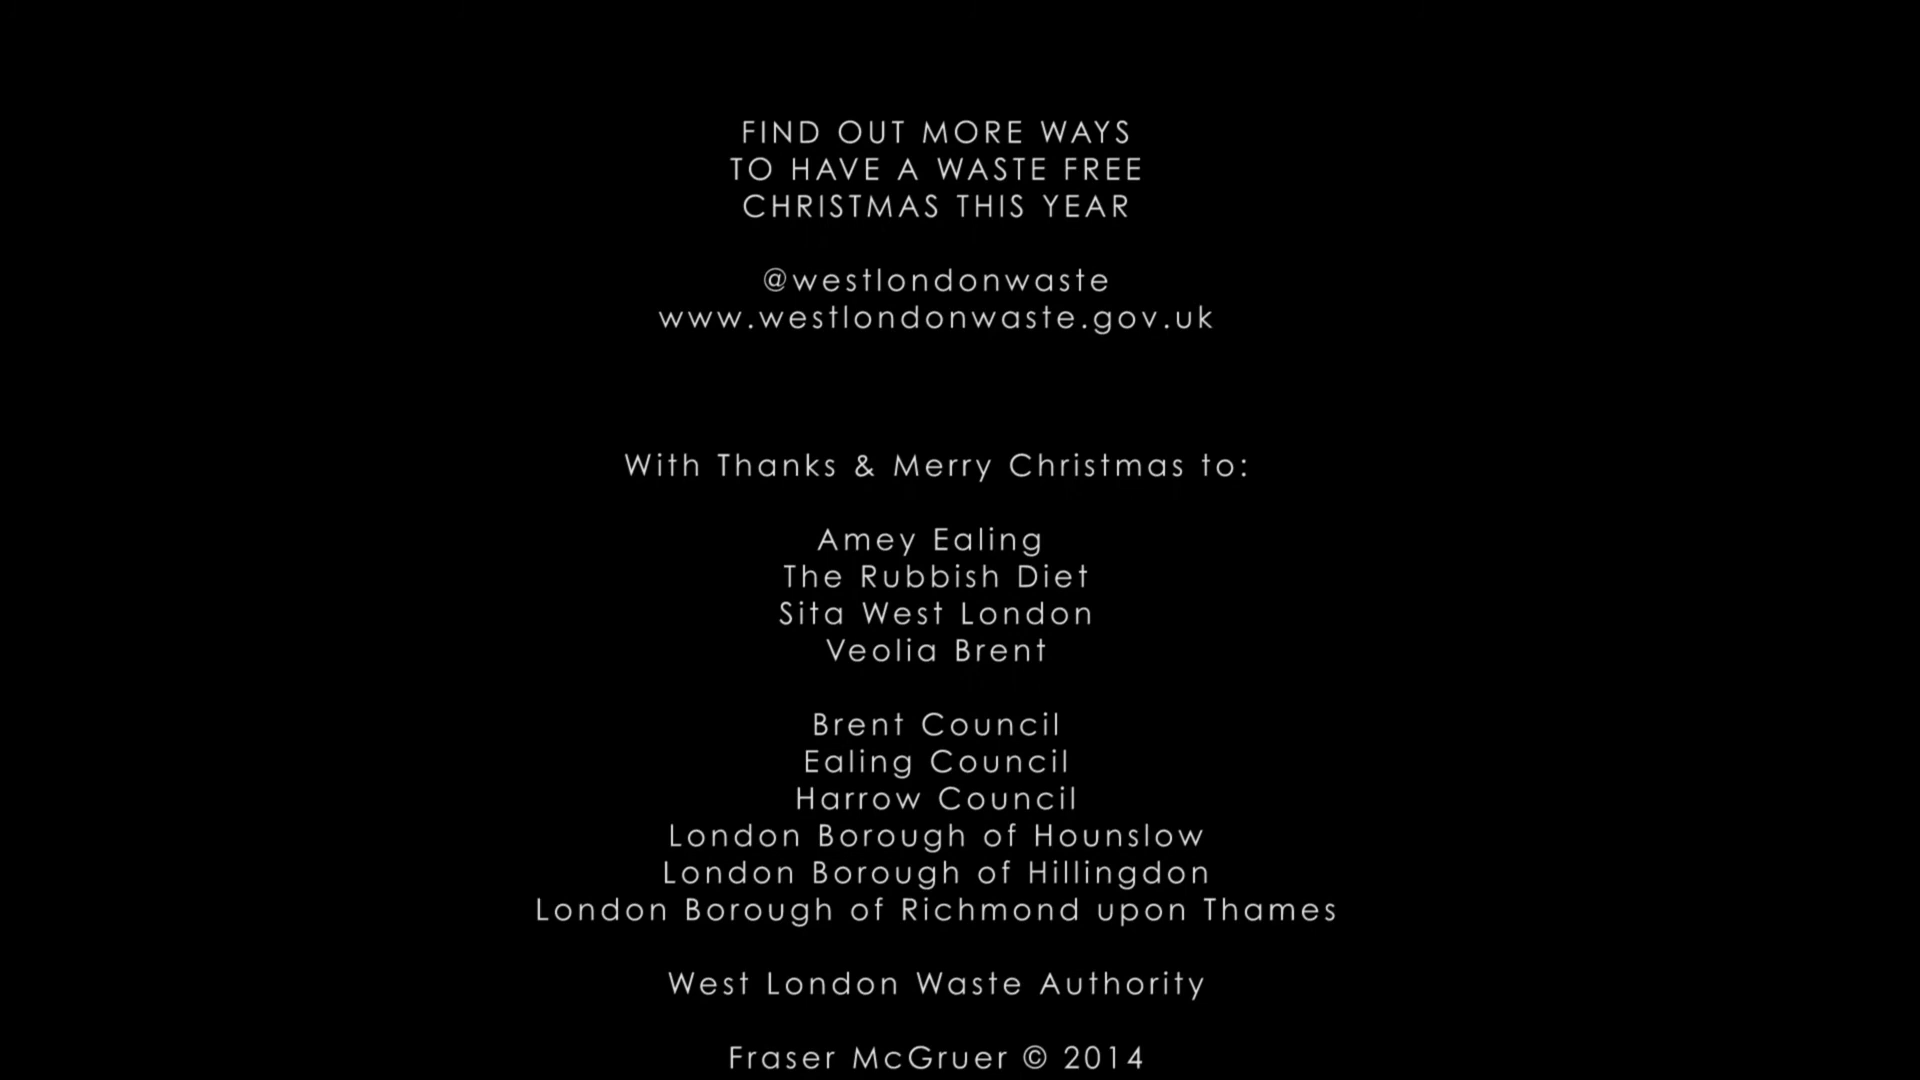 FIND OUT MORE WAYS
TO HAVE A WASTE FREE
CHRISTMAS THIS YEAR
@westlondonwaste
www.westlondonwaste.gov.uk
With Thanks & Merry Christmas to:
Amey Ealing
The Rubbish Diet
Sita West London
Veolia Brent
Brent Council
Ealing Council
Harrow Council
London Borough of Hounslow
London Borough of Hillingdon
London Borough of Richmond upon Thames
West London Waste Authority
Fraser McGruer © 2014